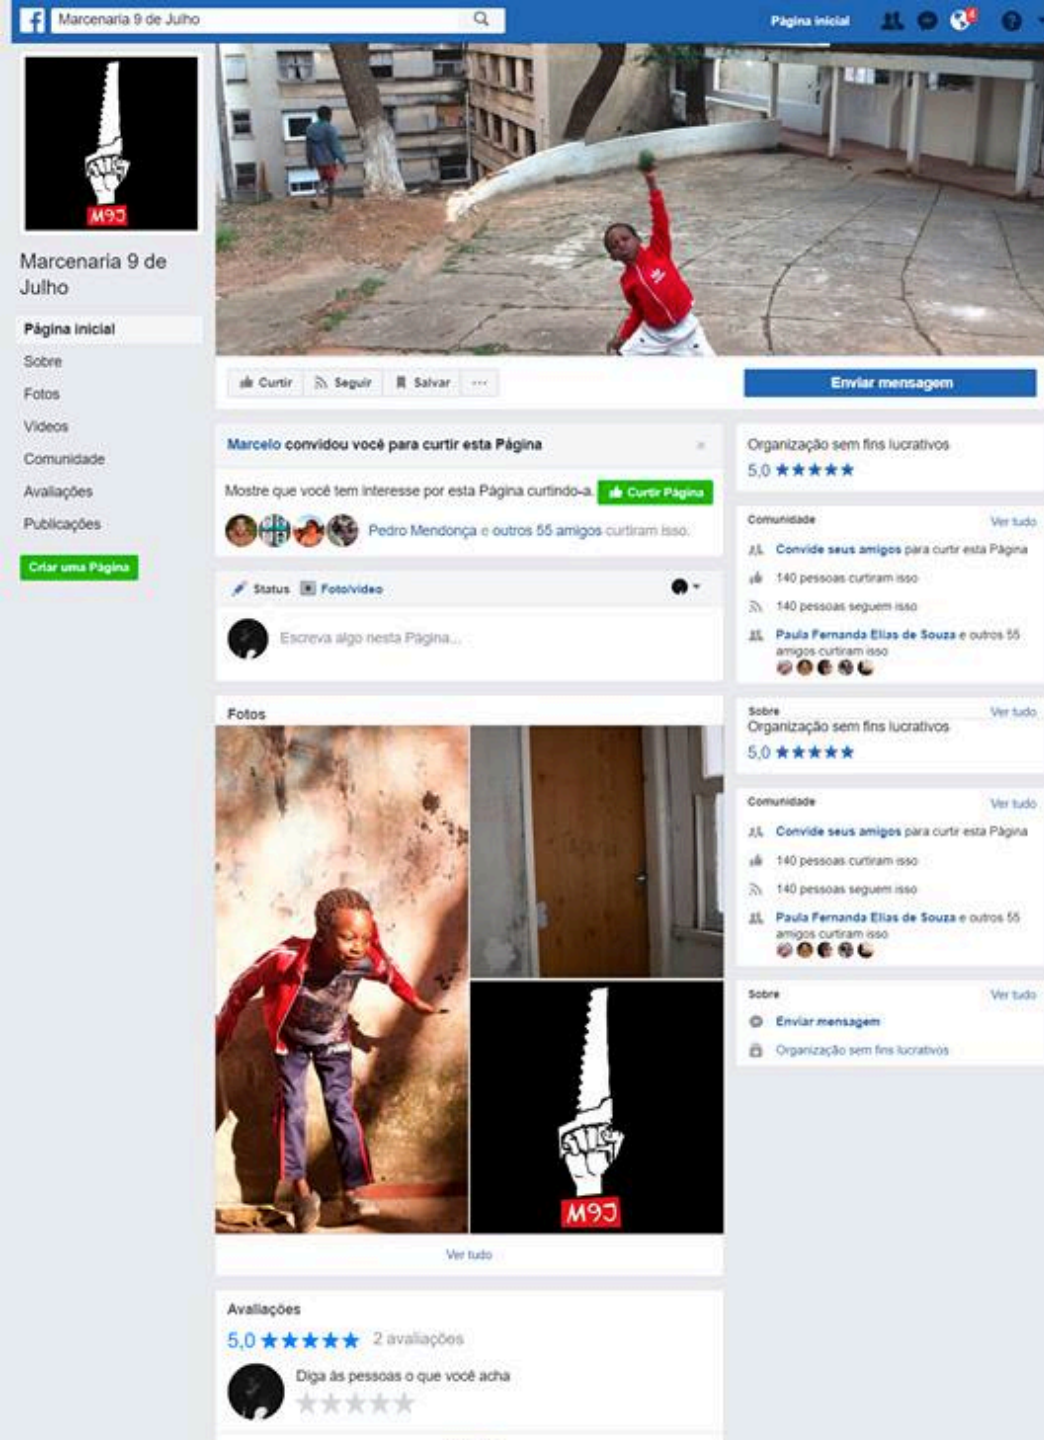 Marcenaria 9 de Julho
Página inicial
4
M9J
Marcenaria 9 de
Julho
Página inicial
Sobre
Fotos
Vídeos
Comunidade
Avaliações
Publicações
Criar uma Página
Curtir
Seguir
Salvar
...
Enviar mensagem
Marcelo convidou você para curtir esta Página
Mostre que você tem interesse por esta Página curtindo-a.
Curtir Página
Pedro Mendonça e outros 55 amigos curtiram isso.
Status
Foto/vídeo
Escreva algo nesta Página...
Fotos
M9J
Ver tudo
Avaliações
5,0 ★★★★★ 2 avaliações
Diga às pessoas o que você acha
Organização sem fins lucrativos
5,0 ★★★★★
Comunidade
Ver tudo
Convide seus amigos para curtir esta Página
140 pessoas curtiram isso
140 pessoas seguem isso
Paula Fernanda Elias de Souza e outros 55
amigos curtiram isso
Sobre
Ver tudo
Organização sem fins lucrativos
5,0 ★★★★★
Comunidade
Ver tudo
Convide seus amigos para curtir esta Página
140 pessoas curtiram isso
140 pessoas seguem isso
Paula Fernanda Elias de Souza e outros 55
amigos curtiram isso
Sobre
Ver tudo
Enviar mensagem
Organização sem fins lucrativos